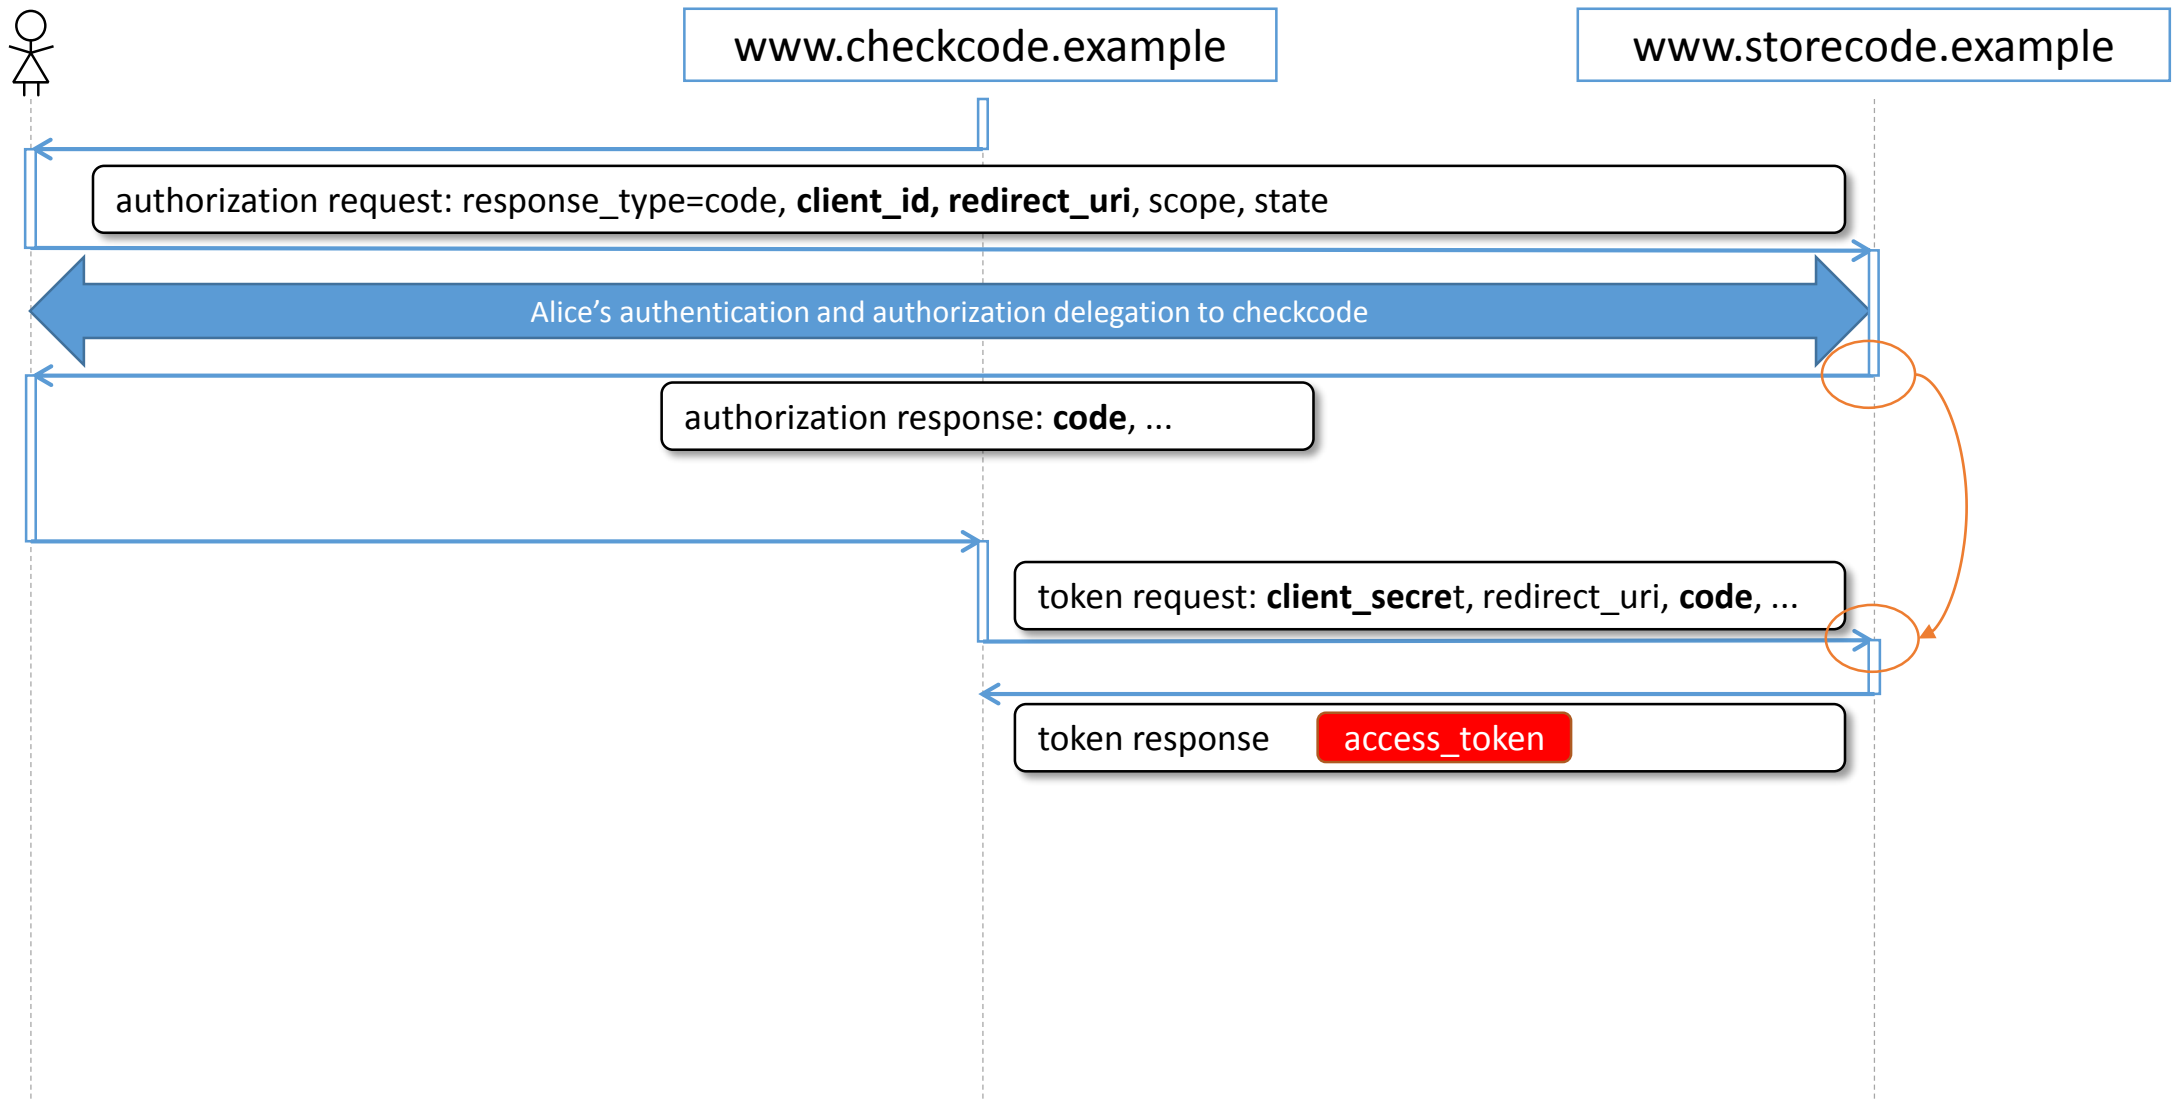 www.checkcode.example
www.storecode.example
authorization request: response_type=code, client_id, redirect_uri, scope, state
Alice’s authentication and authorization delegation to checkcode
authorization response: code, ...
token request: client_secret, redirect_uri, code, ...
token response
access_token